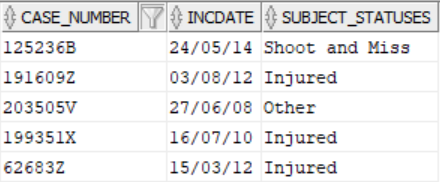 CASE_NUMBER INCDATE SUBJECT_STATUSES
125236B 24/05/14 Shoot and Miss
191609Z 03/08/12 Injured
203505V 27/06/08 Other
199351X 16/07/10 Injured
62683Z 15/03/12 Injured